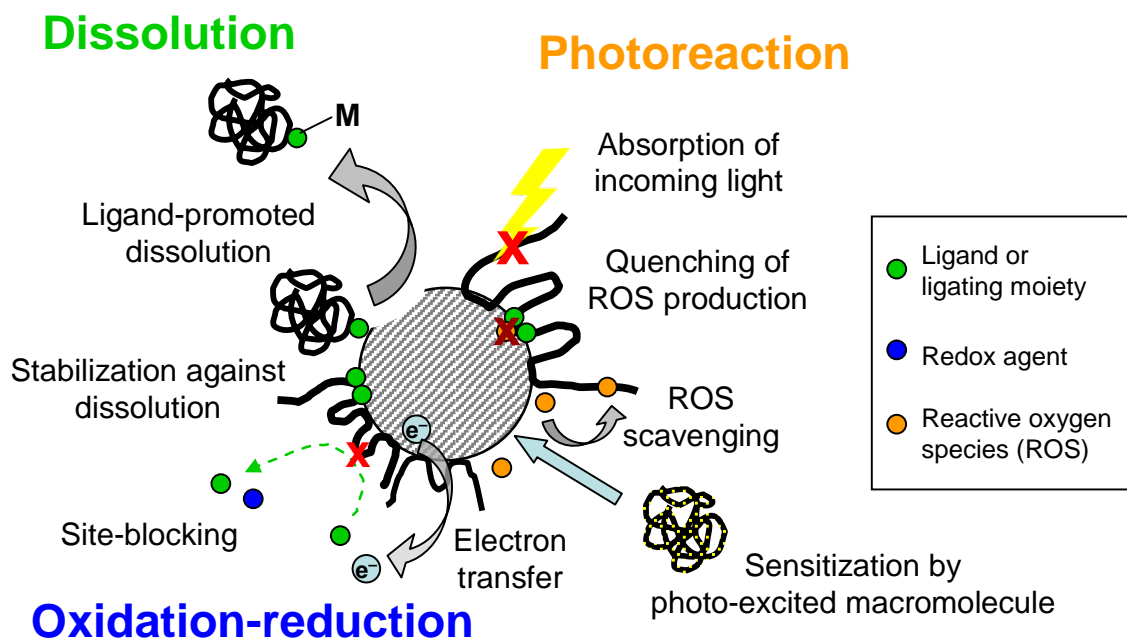 Dissolution
Photoreaction
M
Absorption of
incoming light
Ligand-promoted
dissolution
Quenching of
ROS production
X
X
Stabilization against
dissolution
ROS
scavenging
e⁻
X
Site-blocking
e⁻
Electron
transfer
Sensitization by
photo-excited macromolecule
Oxidation-reduction
Ligand or
ligating moiety
Redox agent
Reactive oxygen
species (ROS)